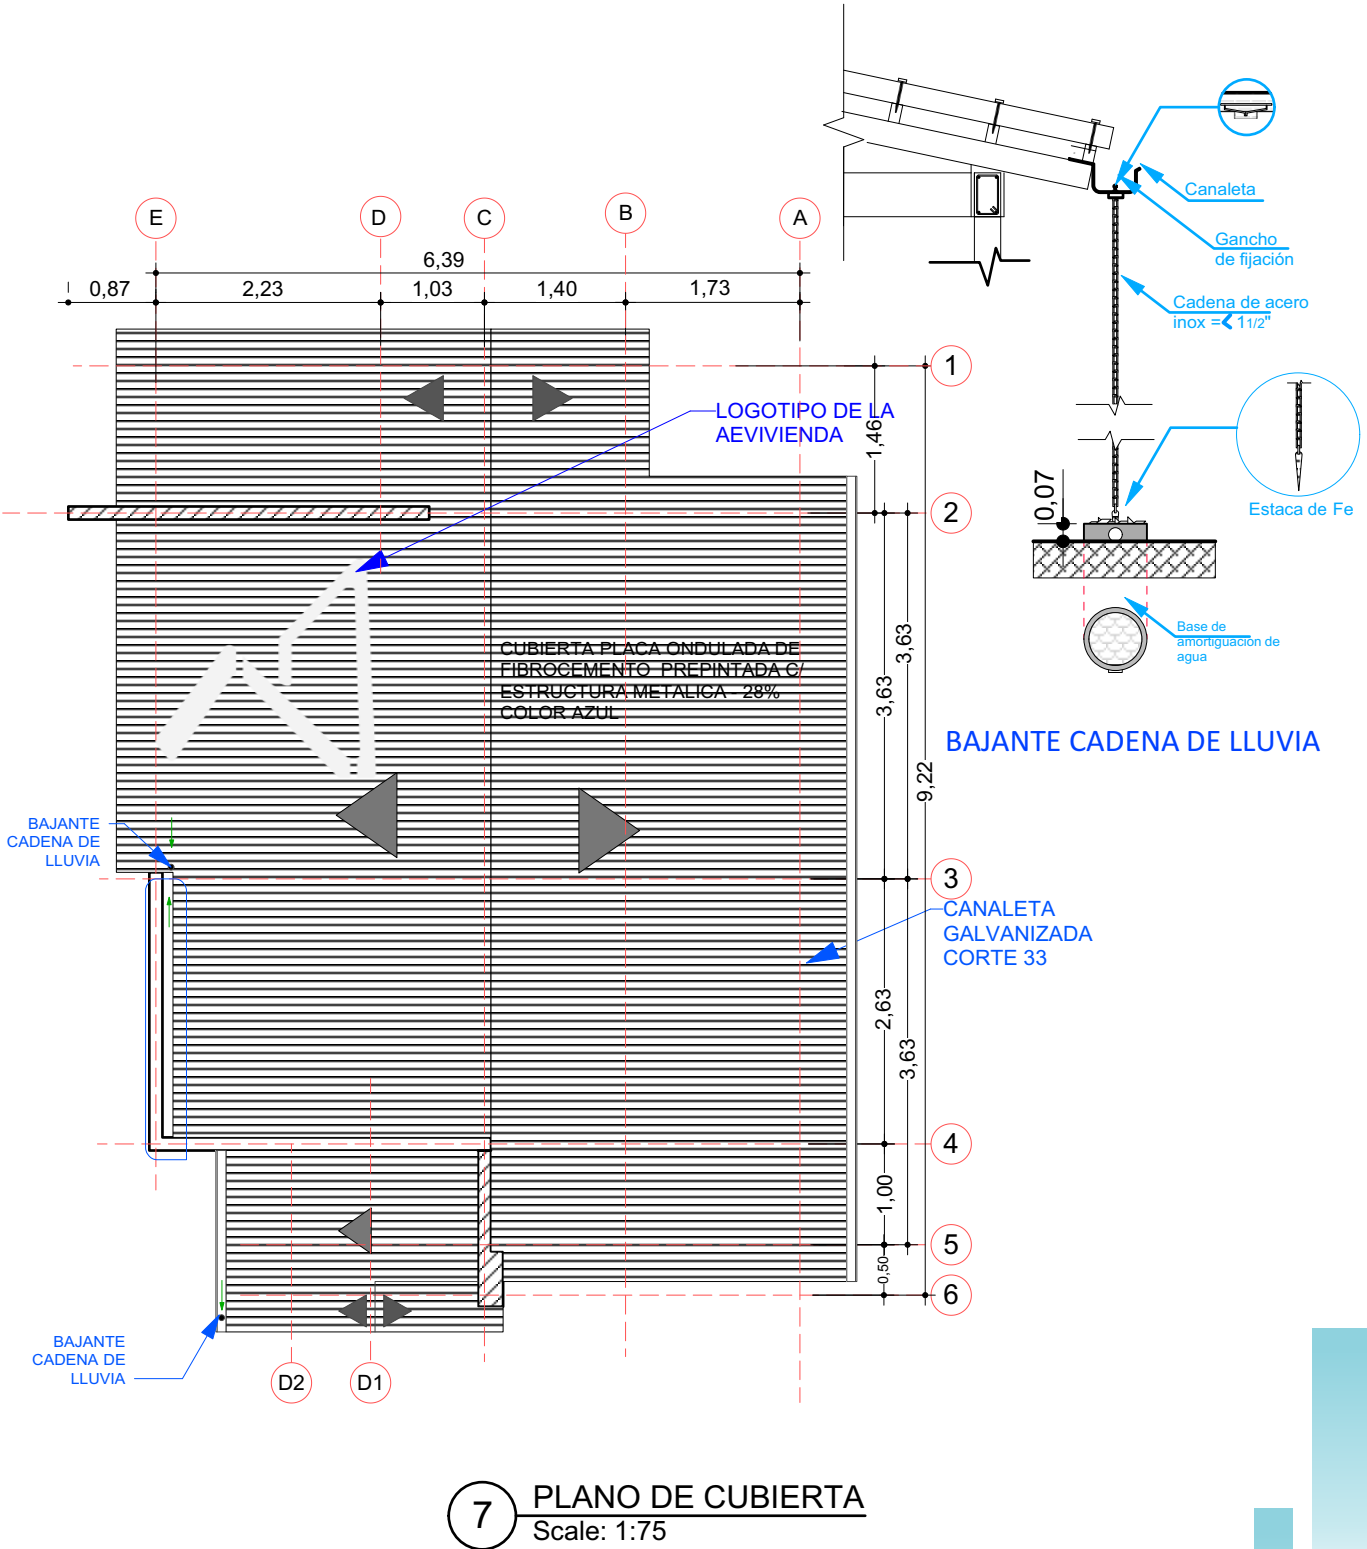 E
D
C
B
A
6,39
0,87
2,23
1,03
1,40
1,73
Canaleta
Gancho
de fijación
Cadena de acero
inox = 1 1/2"
1
1,46
LOGOTIPO DE LA
AEVIVIENDA
2
0,07
Estaca de Fe
Base de
amortiguación de
agua
BAJANTE CADENA DE LLUVIA
CUBIERTA PLACA ONDULADA DE
FIBROCEMENTO PREPINTADA C/
ESTRUCTURA METALICA - 28%
COLOR AZUL
3,63
3,63
9,22
BAJANTE
CADENA DE
LLUVIA
3
CANALETA
GALVANIZADA
CORTE 33
2,63
3,63
4
1,00
5
0,50
6
BAJANTE
CADENA DE
LLUVIA
D2
D1
7
PLANO DE CUBIERTA
Scale: 1:75